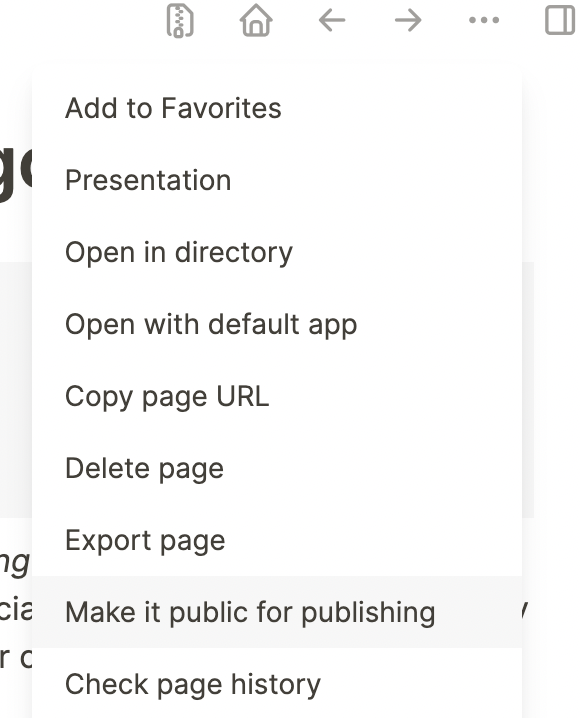 Add to Favorites
Presentation
Open in directory
Open with default app
Copy page URL
Delete page
Export page
Make it public for publishing
Check page history